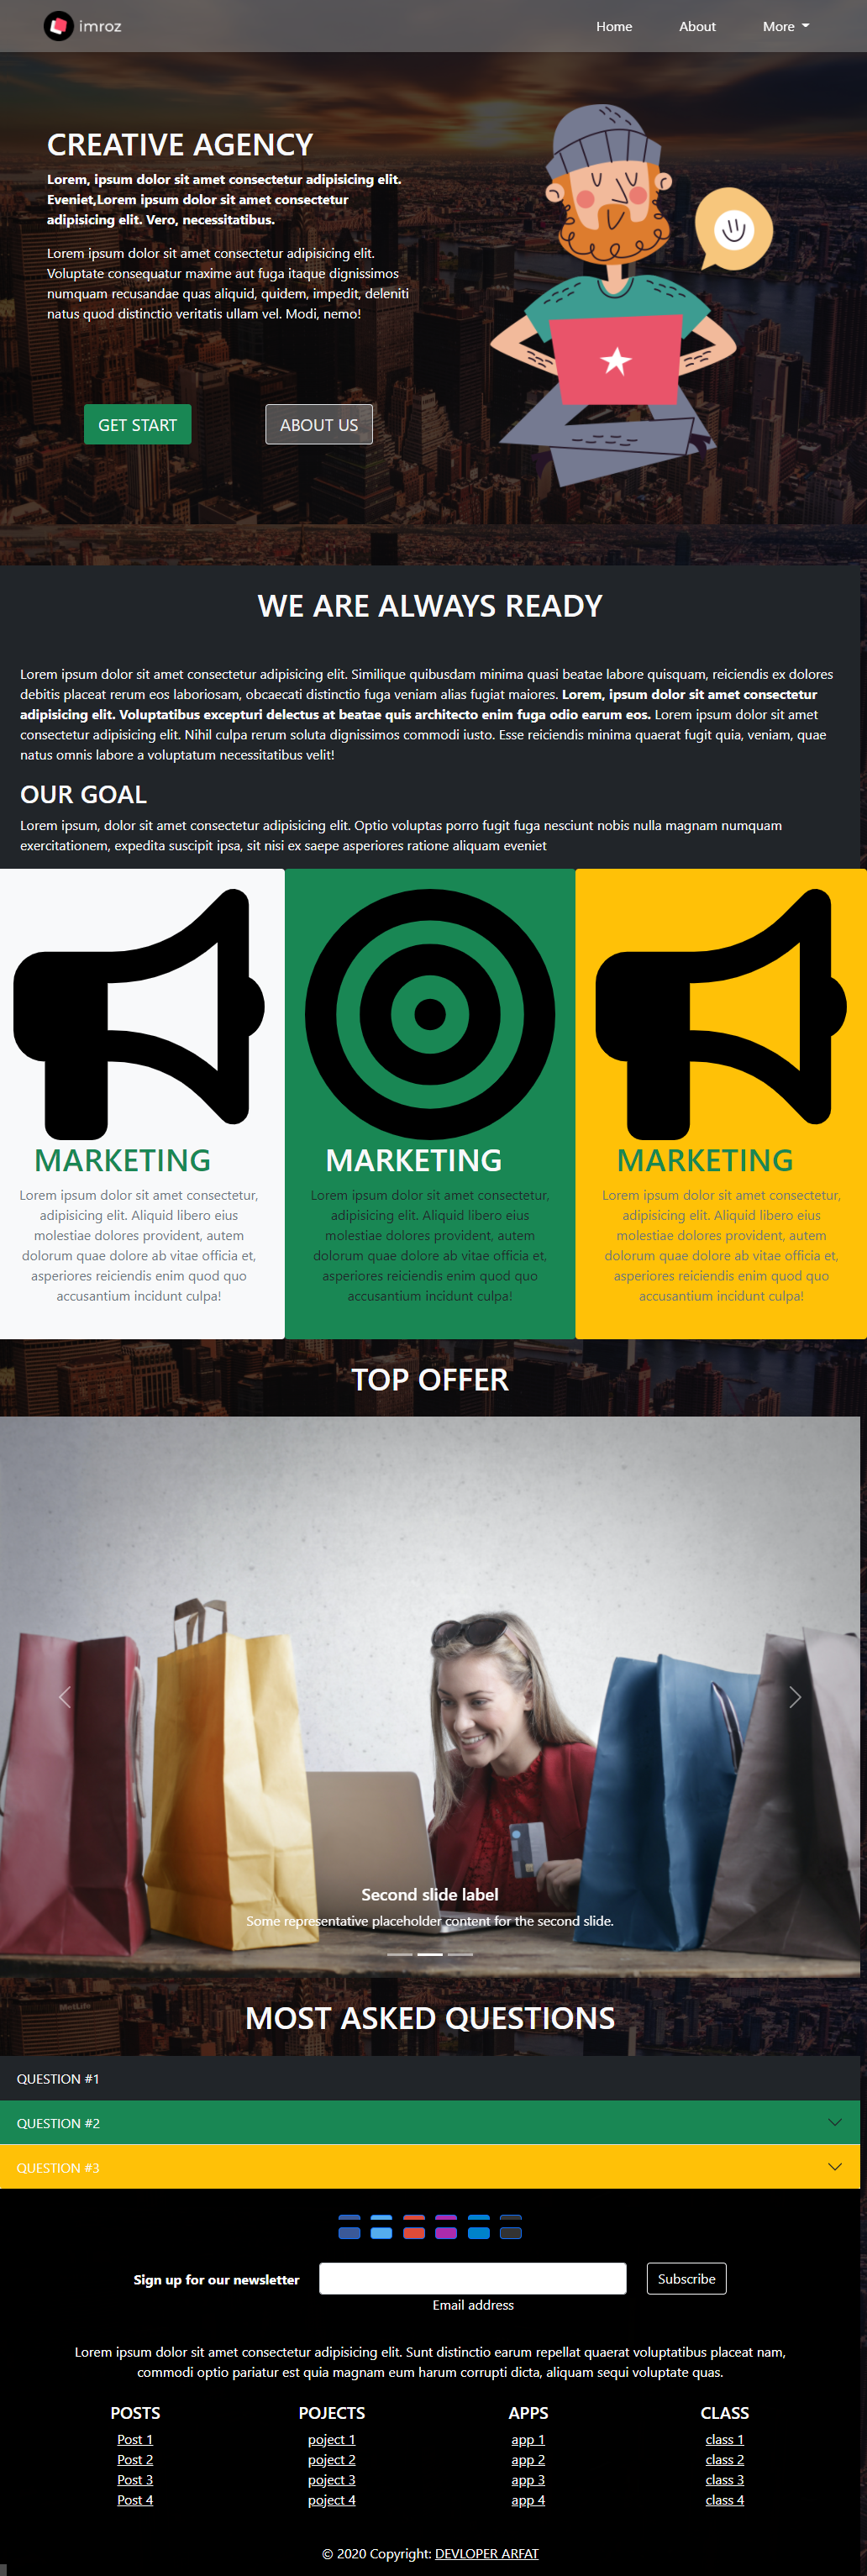 imroz
Home
About
More
CREATIVE AGENCY
Lorem, ipsum dolor sit amet consectetur adipisicing elit.
Eveniet,Lorem ipsum dolor sit amet consectetur
adipisicing elit. Vero, necessitatibus.
Lorem ipsum dolor sit amet consectetur adipisicing elit.
Voluptate consequatur maxime aut fuga itaque dignissimos
numquam recusandae quas aliquid, quidem, impedit, deleniti
natus quod distinctio veritatis ullam vel. Modi, nemo!
GET START
ABOUT US
WE ARE ALWAYS READY
Lorem ipsum dolor sit amet consectetur adipisicing elit. Similique quibusdam minima quasi beatae labore quisquam, reiciendis ex dolores
debitis placeat rerum eos laboriosam, obcaecati distinctio fuga veniam alias fugiat maiores. Lorem, ipsum dolor sit amet consectetur
adipisicing elit. Voluptatibus excepturi delectus at beatae quis architecto enim fuga odio earum eos. Lorem ipsum dolor sit amet
consectetur adipisicing elit. Nihil culpa rerum soluta dignissimos commodi iusto. Esse reiciendis minima quaerat fugit quia, veniam, quae
natus omnis labore a voluptatum necessitatibus velit!
OUR GOAL
Lorem ipsum, dolor sit amet consectetur adipisicing elit. Optio voluptas porro fugit fuga nesciunt nobis nulla magnam numquam
exercitationem, expedita suscipit ipsa, sit nisi ex saepe asperiores ratione aliquam eveniet
MARKETING
Lorem ipsum dolor sit amet consectetur,
adipisicing elit. Aliquid libero eius
molestiae dolores provident, autem
dolorum quae dolore ab vitae officia et,
asperiores reiciendis enim quod quo
accusantium incidunt culpa!
MARKETING
Lorem ipsum dolor sit amet consectetur,
adipisicing elit. Aliquid libero eius
molestiae dolores provident, autem
dolorum quae dolore ab vitae officia et,
asperiores reiciendis enim quod quo
accusantium incidunt culpa!
MARKETING
Lorem ipsum dolor sit amet consectetur,
adipisicing elit. Aliquid libero eius
molestiae dolores provident, autem
dolorum quae dolore ab vitae officia et,
asperiores reiciendis enim quod quo
accusantium incidunt culpa!
TOP OFFER
Second slide label
Some representative placeholder content for the second slide.
MetLife
MOST ASKED QUESTIONS
QUESTION #1
QUESTION #2
QUESTION #3
Sign up for our newsletter
Subscribe
Email address
Lorem ipsum dolor sit amet consectetur adipisicing elit. Sunt distinctio earum repellat quaerat voluptatibus placeat nam,
commodi optio pariatur est quia magnam eum harum corrupti dicta, aliquam sequi voluptate quas.
POSTS
Post 1
Post 2
Post 3
Post 4
POJECTS
poject 1
poject 2
poject 3
poject 4
APPS
app 1
app 2
app 3
app 4
CLASS
class 1
class 2
class 3
class 4
© 2020 Copyright: DEVLOPER ARFAT